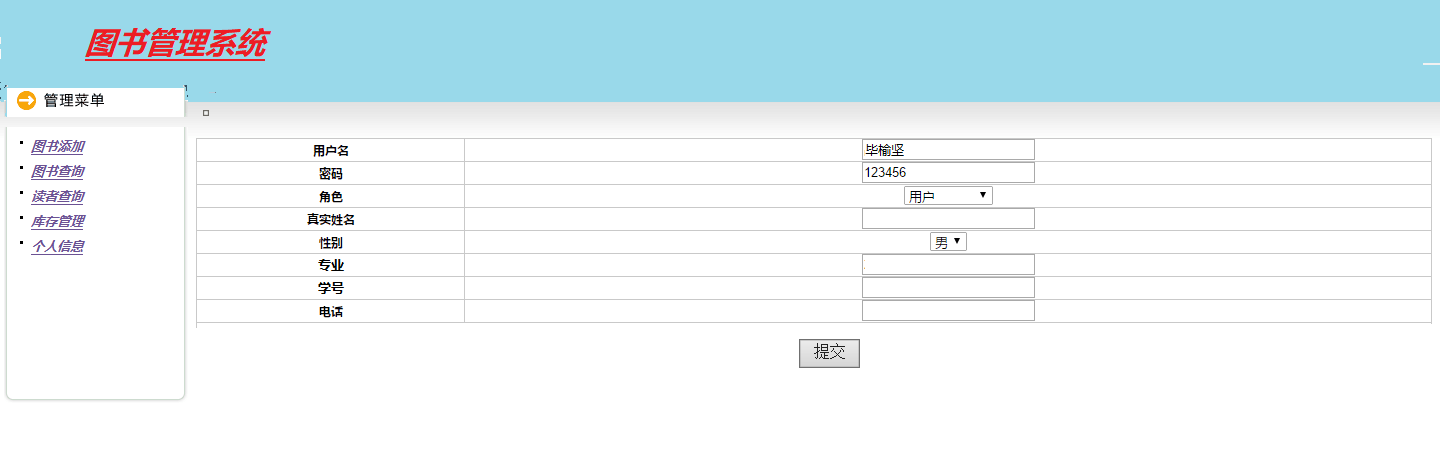 图书管理系统
管理菜单
图书添加
图书查询
读者查询
库存管理
个人信息
用户名 毕榆坚
密码 123456
角色 用户
真实姓名
性别 男
专业
学号
电话
提交